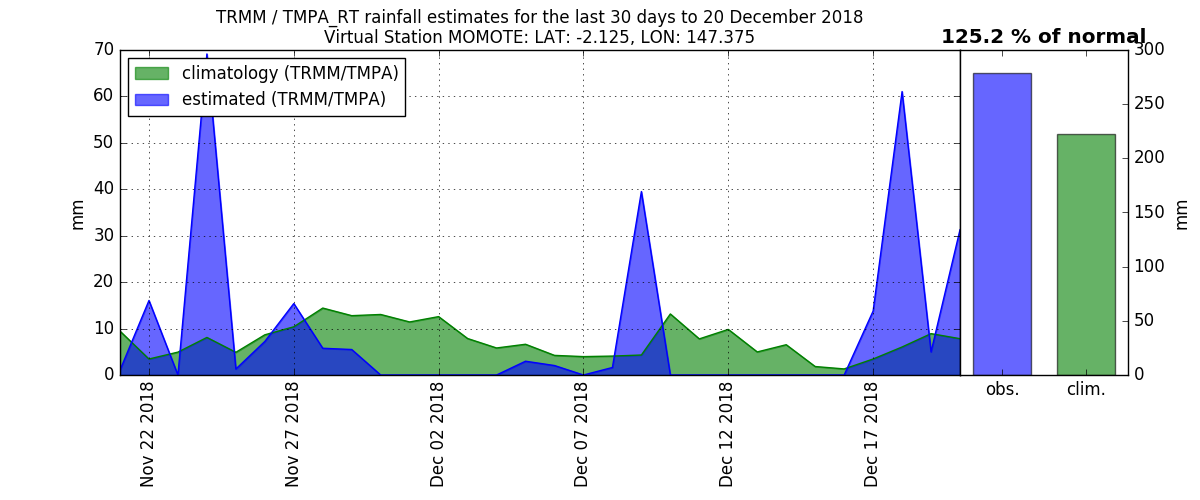 TRMM / TMPA_RT rainfall estimates for the last 30 days to 20 December 2018
Virtual Station MOMOTE: LAT: -2.125, LON: 147.375
125.2 % of normal
climatology (TRMM/TMPA)
estimated (TRMM/TMPA)
70
60
50
40
30
20
10
0
mm
Nov 22 2018
Nov 27 2018
Dec 02 2018
Dec 07 2018
Dec 12 2018
Dec 17 2018
obs.
clim.
300
250
200
150
100
50
0
mm